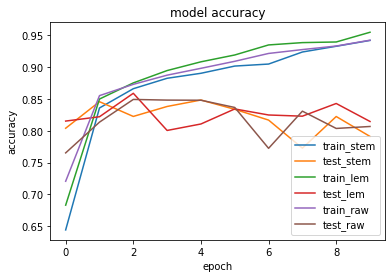 model accuracy
accuracy
0.95
0.90
0.85
0.80
0.75
0.70
0.65
train_stem
test_stem
train_lem
test_lem
train_raw
test_raw
0 2 4 6 8
epoch